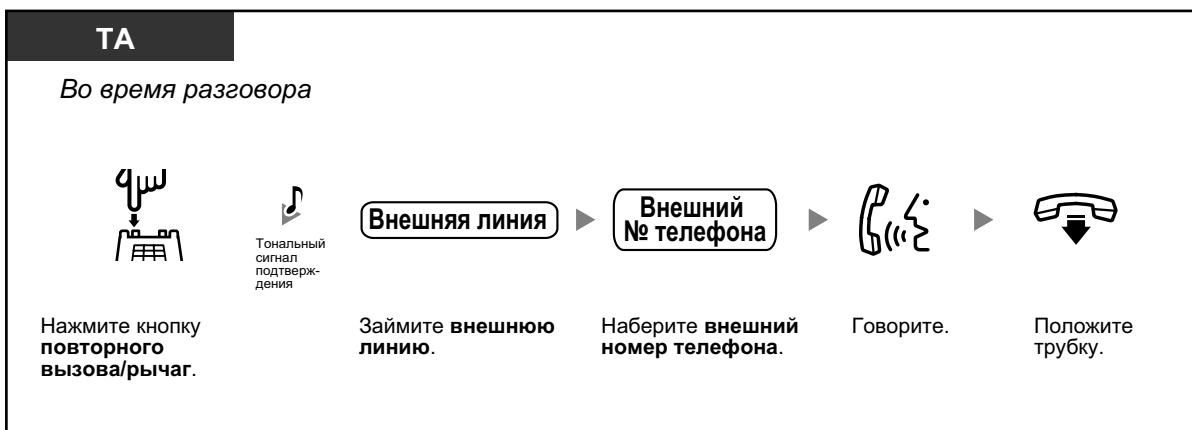 ТА
Во время разговора
Тональный
сигнал
подтверж-
дения
Внешняя линия
Внешний
№ телефона
Нажмите кнопку
повторного
вызова/рычаг.
Займите внешнюю
линию.
Наберите внешний
номер телефона.
Говорите.
Положите
трубку.